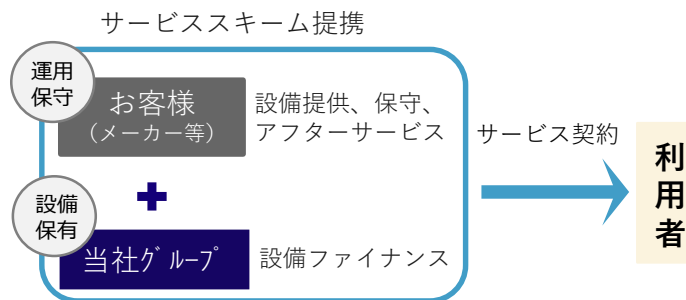 サービススキーム提携
運用
保守
お客様
（メーカー等）
設備提供、保守、
アフターサービス
サービス契約
利
用
者
設備
保有
当社グループ
設備ファイナンス